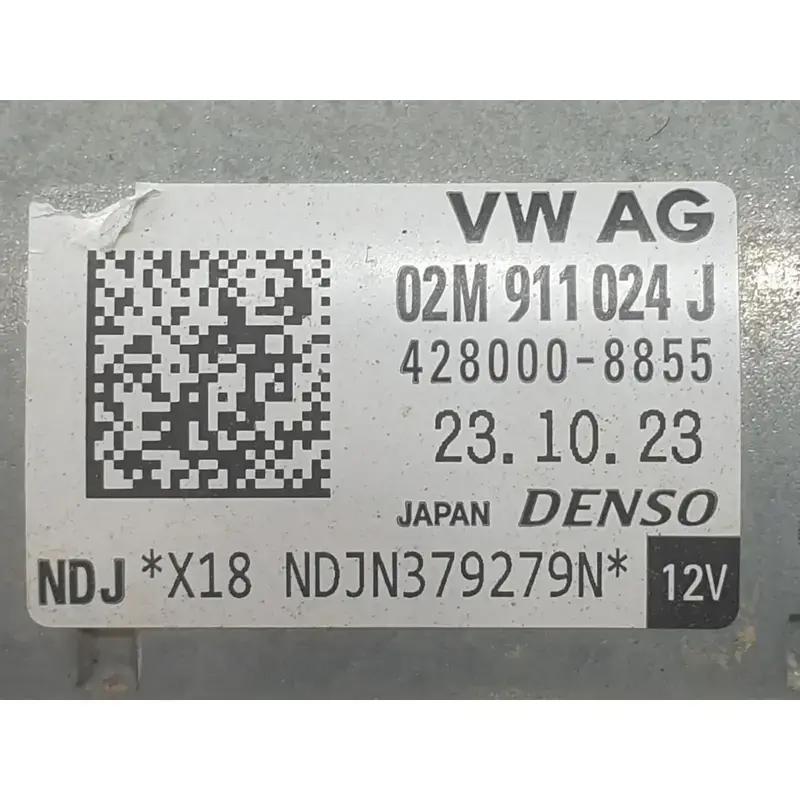 VW AG
02M 911 024 J
428000-8855
23.10.23
JAPAN DENSO
NDJ *X18 NDJN379279N* 12V